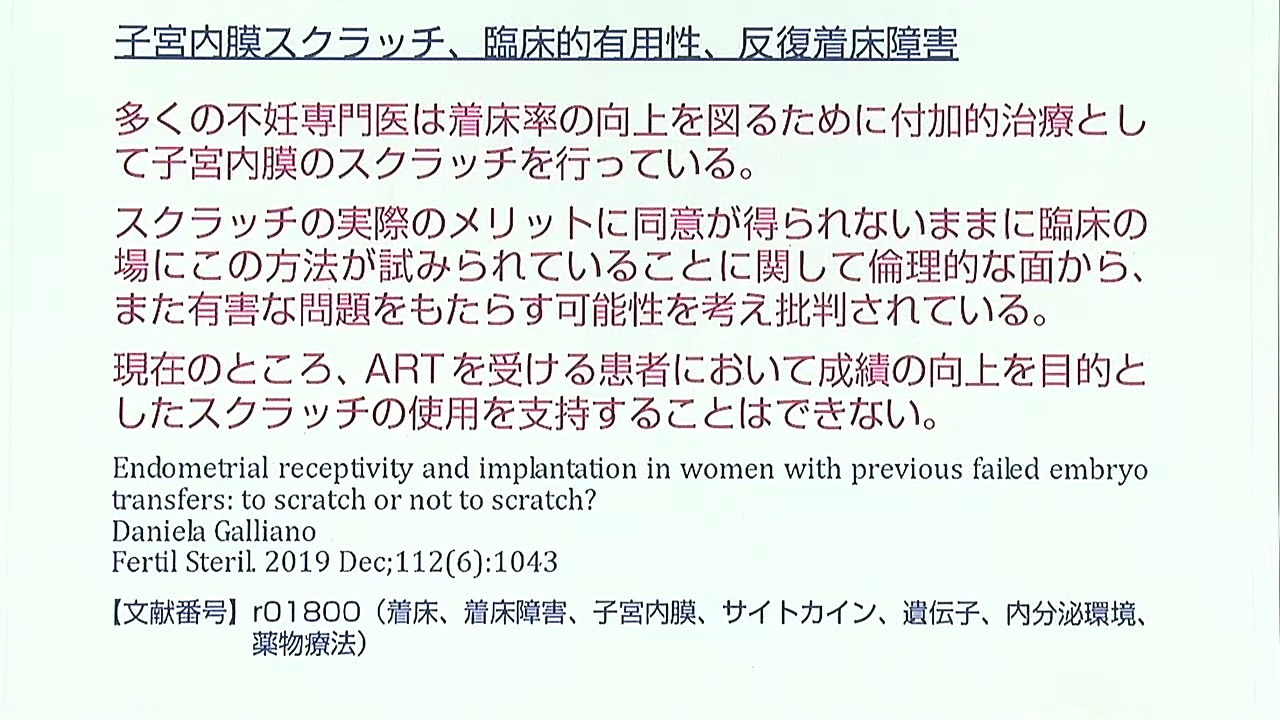 子宮内膜スクラッチ、臨床的有用性、反復着床障害
多くの不妊専門医は着床率の向上を図るために付加的治療とし
て子宮内膜のスクラッチを行っている。
スクラッチの実際のメリットに同意が得られないままに臨床の
場にこの方法が試みられていることに関して倫理的な面から、
また有害な問題をもたらす可能性を考え批判されている。
現在のところ、ARTを受ける患者において成績の向上を目的と
したスクラッチの使用を支持することはできない。
Endometrial receptivity and implantation in women with previous failed embryo
transfers: to scratch or not to scratch?
Daniela Galliano
Fertil Steril. 2019 Dec;112(6):1043
【文献番号】r01800（着床、着床障害、子宮内膜、サイトカイン、遺伝子、内分泌環境、
薬物療法）